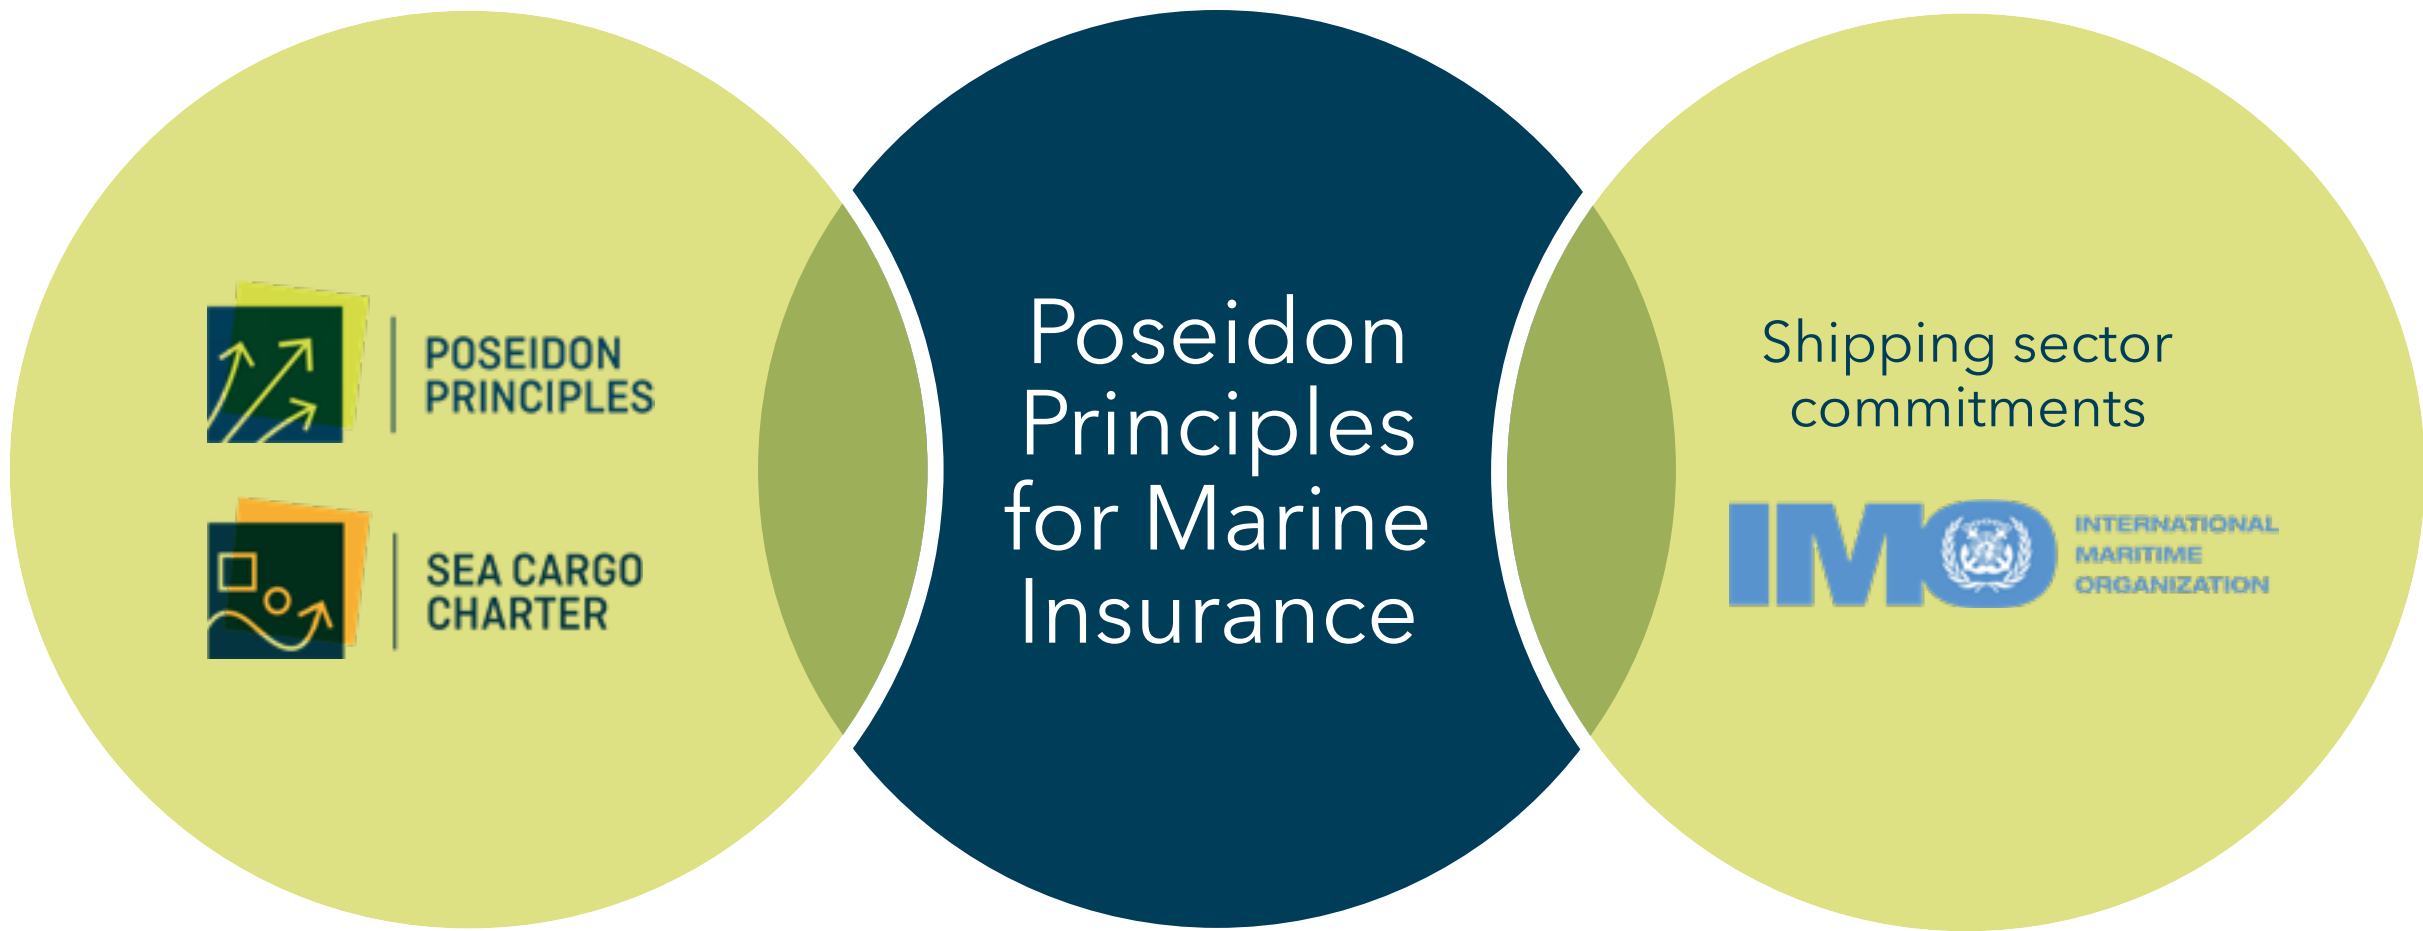 POSEIDON
PRINCIPLES
SEA CARGO
CHARTER
Poseidon
Principles
for Marine
Insurance
Shipping sector
commitments
IMO
INTERNATIONAL
MARITIME
ORGANIZATION